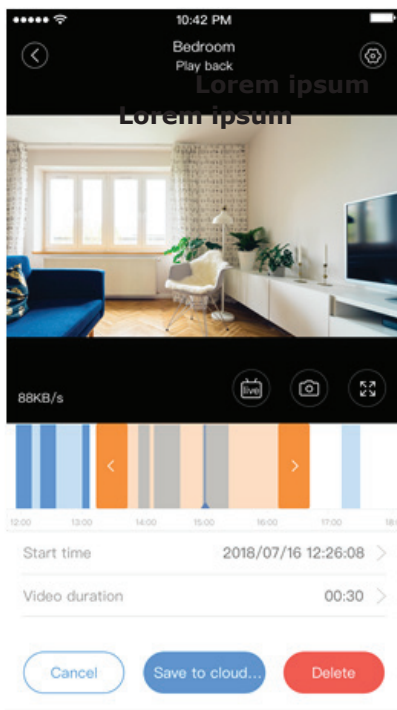 10:42 PM
Bedroom
Play back
Lorem ipsum
Lorem ipsum
88KB/s
live
12:00 13:00 14:00 15:00 16:00 17:00 18:
Start time 2018/07/16 12:26:08
Video duration 00:30
Cancel Save to cloud... Delete